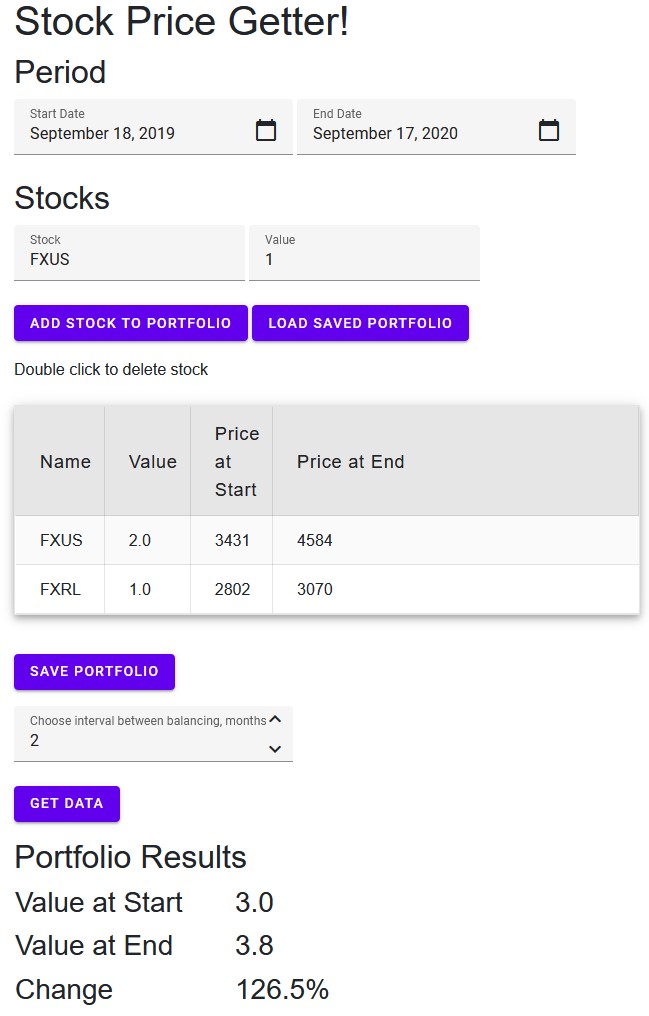 Stock Price Getter!
Period
Start Date
September 18, 2019
End Date
September 17, 2020
Stocks
Stock
FXUS
Value
1
ADD STOCK TO PORTFOLIO
LOAD SAVED PORTFOLIO
Double click to delete stock
Name Value Price at Start Price at End
FXUS 2.0 3431 4584
FXRL 1.0 2802 3070
SAVE PORTFOLIO
Choose interval between balancing, months
2
GET DATA
Portfolio Results
Value at Start 3.0
Value at End 3.8
Change 126.5%